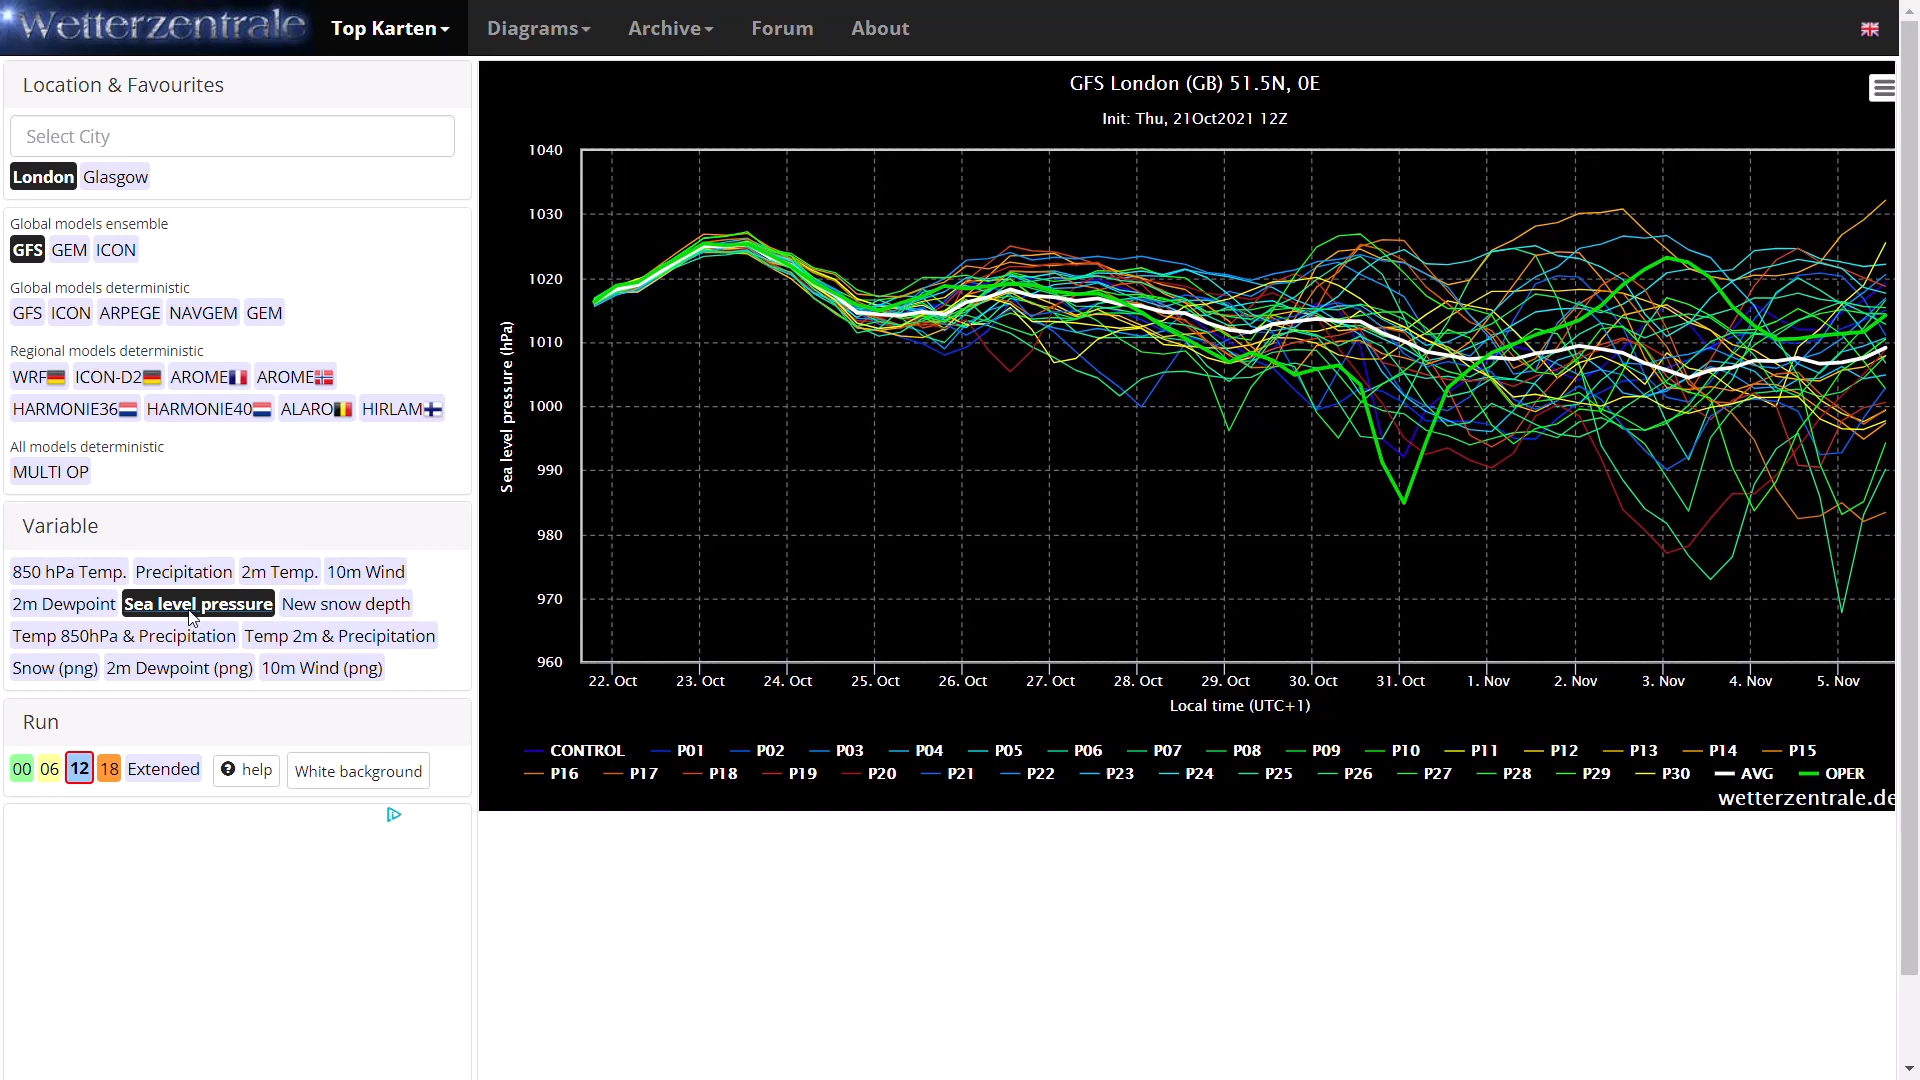 Wetterzentrale Top Karten Diagrams Archive Forum About
Location & Favourites
Select City
London Glasgow
Global models ensemble
GFS GEM ICON
Global models deterministic
GFS ICON ARPEGE NAVGEM GEM
Regional models deterministic
WRF ICON-D2 AROME AROME
HARMONIE36 HARMONIE40 ALARO HIRLAM
All models deterministic
MULTI OP
Variable
850 hPa Temp. Precipitation 2m Temp. 10m Wind
2m Dewpoint Sea level pressure New snow depth
Temp 850hPa & Precipitation Temp 2m & Precipitation
Snow (png) 2m Dewpoint (png) 10m Wind (png)
Run
00 06 12 18 Extended help White background
GFS London (GB) 51.5N, 0E
Init: Thu, 21Oct2021 12Z
1040
1030
1020
1010
1000
990
980
970
960
Sea level pressure (hPa)
22. Oct 23. Oct 24. Oct 25. Oct 26. Oct 27. Oct 28. Oct 29. Oct 30. Oct 31. Oct 1. Nov 2. Nov 3. Nov 4. Nov 5. Nov
Local time (UTC+1)
CONTROL P01 P02 P03 P04 P05 P06 P07 P08 P09 P10 P11 P12 P13 P14 P15
P16 P17 P18 P19 P20 P21 P22 P23 P24 P25 P26 P27 P28 P29 P30 AVG OPER
wetterzentrale.de